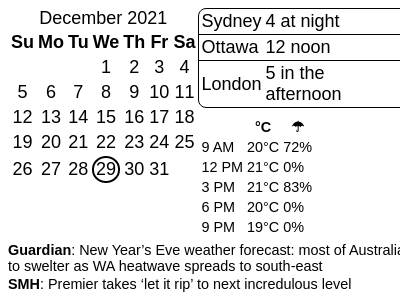 December 2021
Su Mo Tu We Th Fr Sa
1 2 3 4
5 6 7 8 9 10 11
12 13 14 15 16 17 18
19 20 21 22 23 24 25
26 27 28 29 30 31
Sydney 4 at night
Ottawa 12 noon
London 5 in the
afternoon
°C ☂
9 AM 20°C 72%
12 PM 21°C 0%
3 PM 21°C 83%
6 PM 20°C 0%
9 PM 19°C 0%
Guardian: New Year’s Eve weather forecast: most of Australia
to swelter as WA heatwave spreads to south-east
SMH: Premier takes ‘let it rip’ to next incredulous level